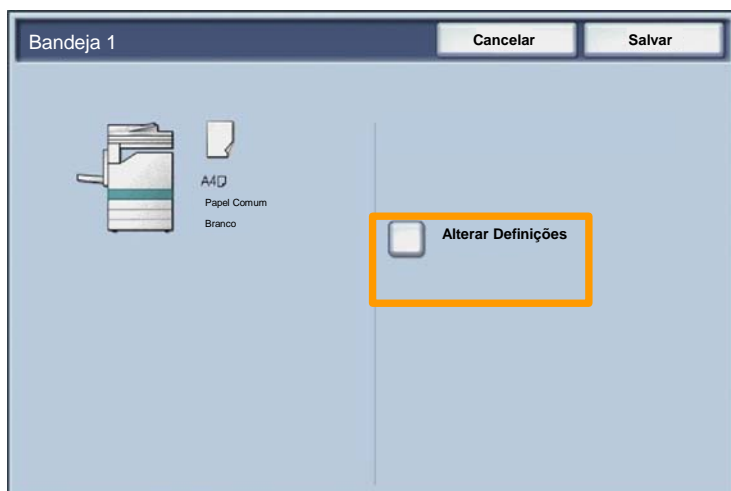 Bandeja 1
Cancelar
Salvar
A4
Papel Comum
Branco
Alterar Definições